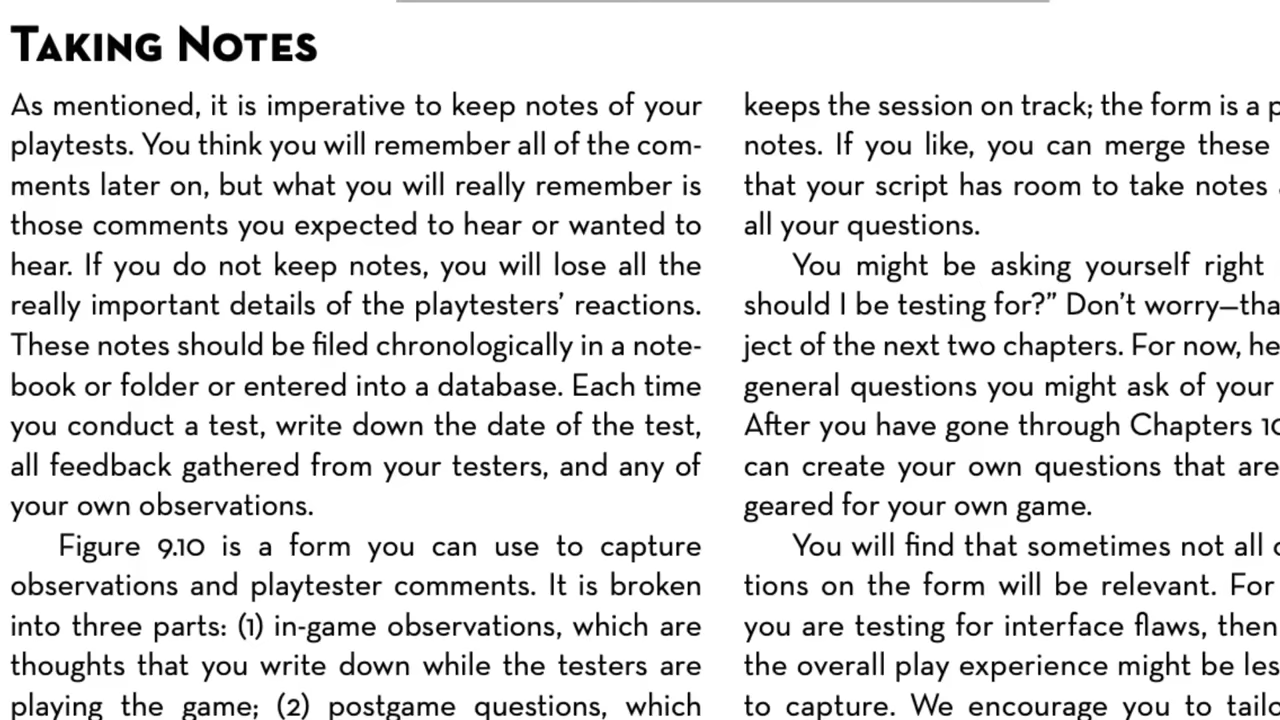 TAKING NOTES
As mentioned, it is imperative to keep notes of your
playtests. You think you will remember all of the com-
ments later on, but what you will really remember is
those comments you expected to hear or wanted to
hear. If you do not keep notes, you will lose all the
really important details of the playtesters’ reactions.
These notes should be filed chronologically in a note-
book or folder or entered into a database. Each time
you conduct a test, write down the date of the test,
all feedback gathered from your testers, and any of
your own observations.
Figure 9.10 is a form you can use to capture
observations and playtester comments. It is broken
into three parts: (1) in-game observations, which are
thoughts that you write down while the testers are
playing the game; (2) postgame questions, which
keeps the session on track; the form is a
notes. If you like, you can merge these
that your script has room to take notes
all your questions.
You might be asking yourself right
should I be testing for?” Don’t worry—
ject of the next two chapters. For now,
general questions you might ask of your
After you have gone through Chapters
can create your own questions that are
geared for your own game.
You will find that sometimes not all
tions on the form will be relevant. For
you are testing for interface flaws, then
the overall play experience might be
to capture. We encourage you to